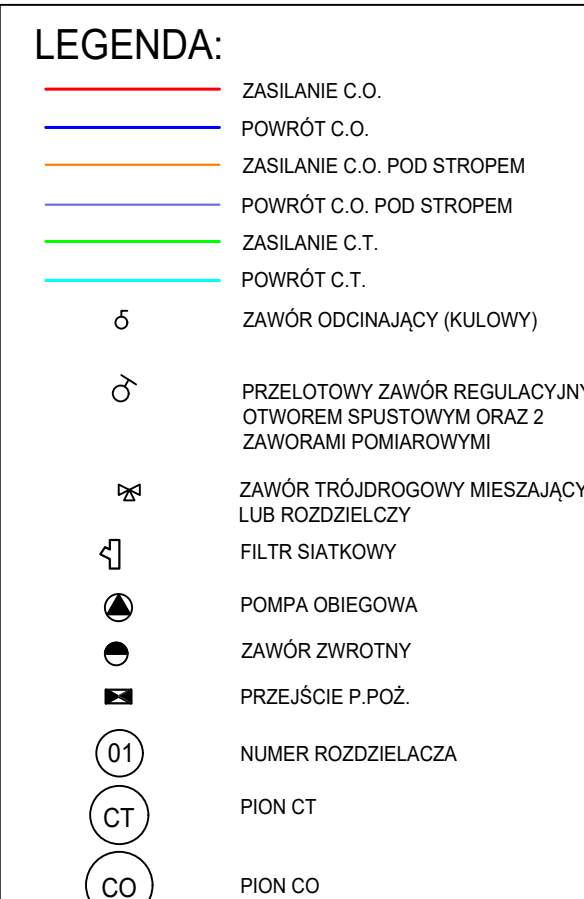 LEGENDA:
ZASILANIE C.O.
POWRÓT C.O.
ZASILANIE C.O. POD STROPEM
POWRÓT C.O. POD STROPEM
ZASILANIE C.T.
POWRÓT C.T.
ZAWÓR ODCINAJĄCY (KULOWY)
PRZELOTOWY ZAWÓR REGULACYJNY
OTWOREM SPUSTOWYM ORAZ 2
ZAWORAMI POMIAROWYMI
ZAWÓR TRÓJDROGOWY MIESZAJĄCY
LUB ROZDZIELCZY
FILTR SIATKOWY
POMPA OBIEGOWA
ZAWÓR ZWROTNY
PRZEJŚCIE P.POŻ.
01 NUMER ROZDZIELACZA
CT PION CT
CO PION CO